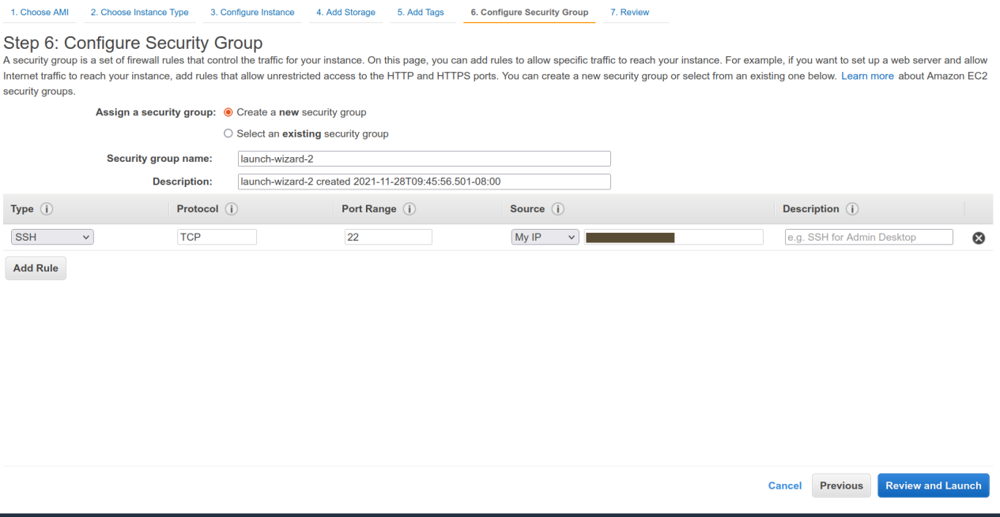 1. Choose AMI 2. Choose Instance Type 3. Configure Instance 4. Add Storage 5. Add Tags 6. Configure Security Group 7. Review
Step 6: Configure Security Group
A security group is a set of firewall rules that control the traffic for your instance. On this page, you can add rules to allow specific traffic to reach your instance. For example, if you want to set up a web server and allow
Internet traffic to reach your instance, add rules that allow unrestricted access to the HTTP and HTTPS ports. You can create a new security group or select from an existing one below. Learn more about Amazon EC2
security groups.
Assign a security group: Create a new security group
Select an existing security group
Security group name: launch-wizard-2
Description: launch-wizard-2 created 2021-11-28T09:45:56.501-08:00
Type Protocol Port Range Source Description
SSH TCP 22 My IP e.g. SSH for Admin Desktop
Add Rule
Cancel Previous Review and Launch